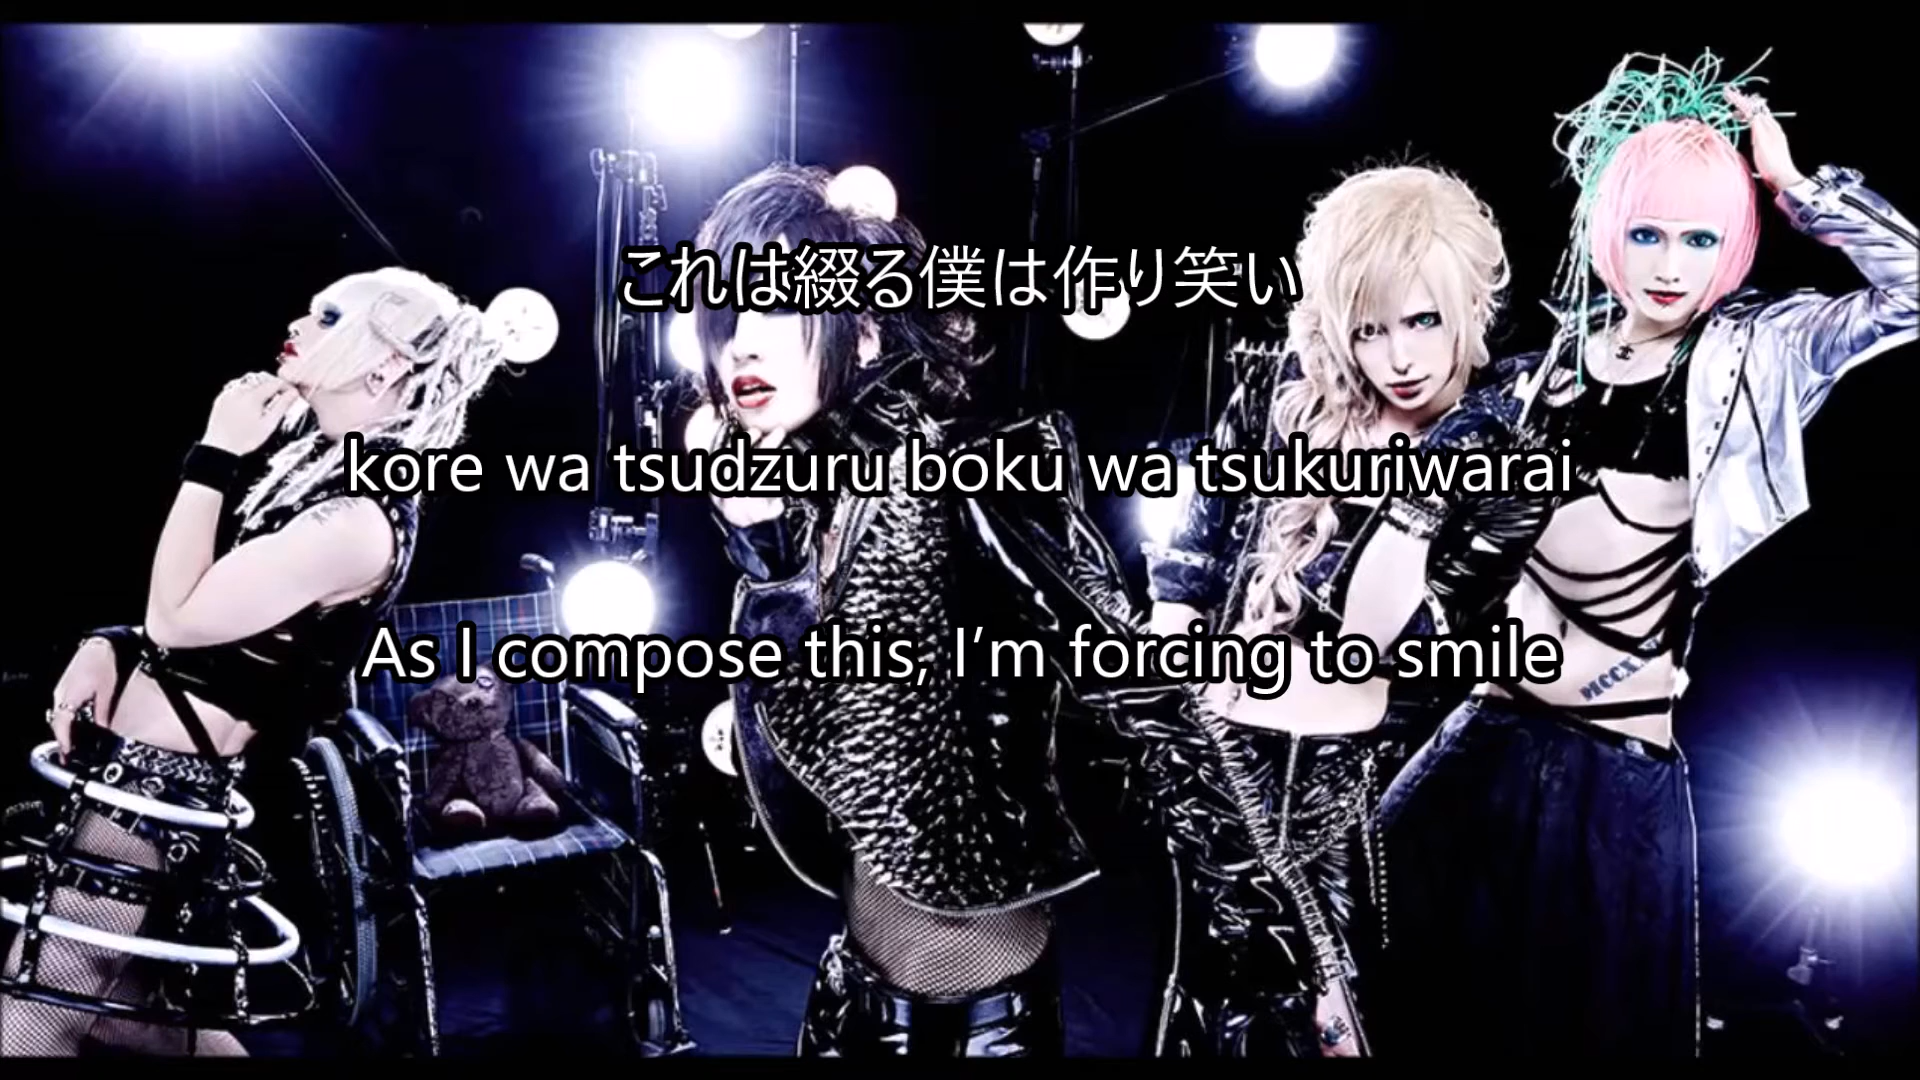 これは綴る僕は作り笑い
kore wa tsudzuru boku wa tsukuriwarai
As I compose this, I’m forcing to smile